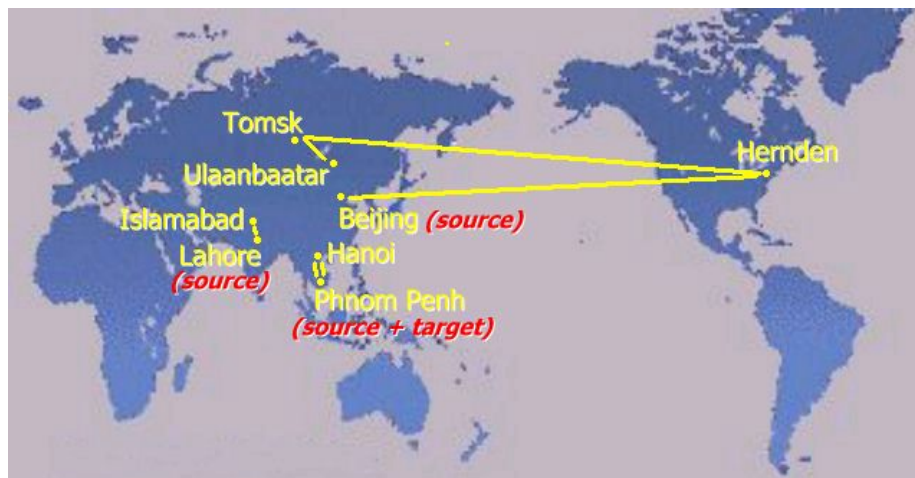 Tomsk
Hernden
Ulaanbaatar
Islamabad
Beijing (source)
Lahore
(source)
Hanoi
Phnom Penh
(source + target)